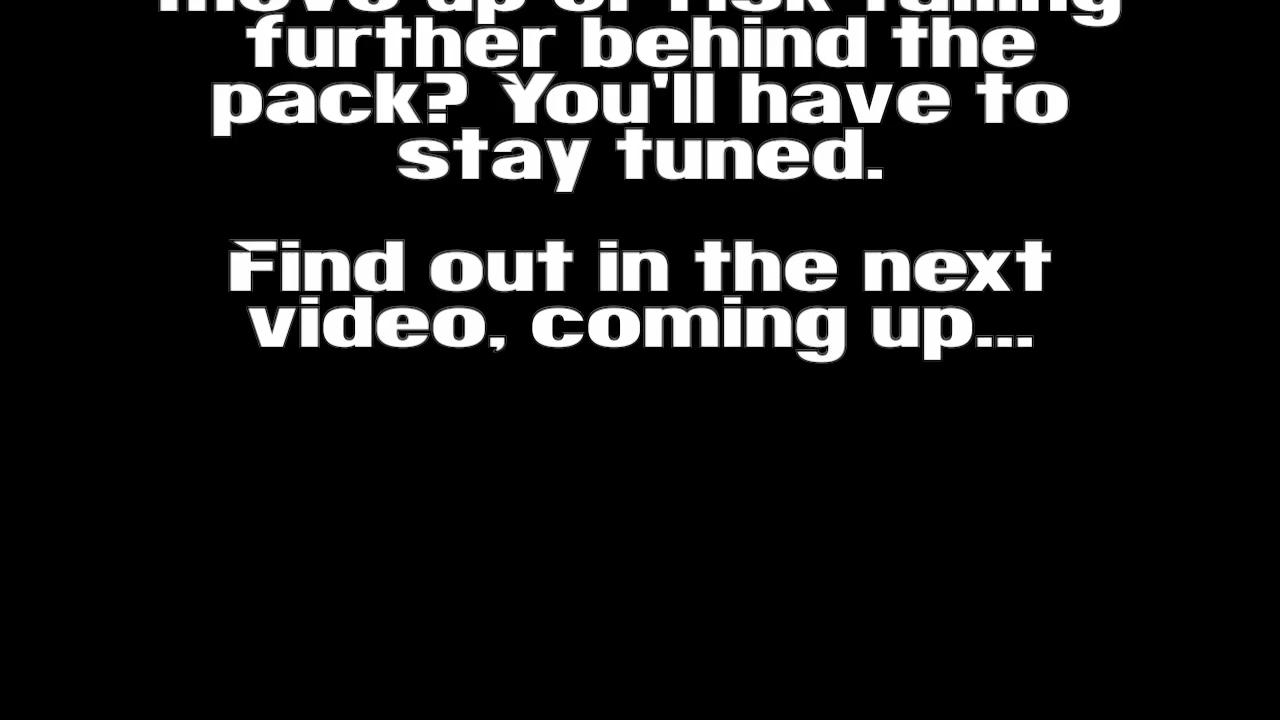 move up or risk falling
further behind the
pack? You'll have to
stay tuned.
Find out in the next
video, coming up...